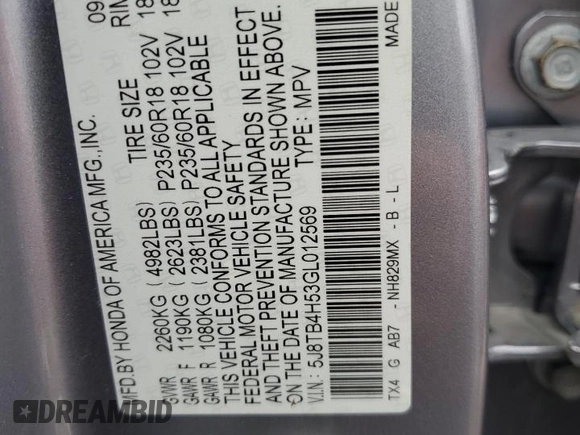 MFD.BY HONDA OF AMERICA MFG., INC. 09
TIRE SIZE RIM
GVWR 2260KG ( 4982LBS)
GAWR F 1190KG ( 2623LBS) P235/60R18 102V 18
GAWR R 1080KG ( 2381LBS) P235/60R18 102V 18
THIS VEHICLE CONFORMS TO ALL APPLICABLE
FEDERAL MOTOR VEHICLE SAFETY
AND THEFT PREVENTION STANDARDS IN EFFECT
ON THE DATE OF MANUFACTURE SHOWN ABOVE.
V.I.N.: 5J8TB4H53GL012569 TYPE: MPV
TX4 G AB7 - NH829MX - B - L MADE
DREAMBID